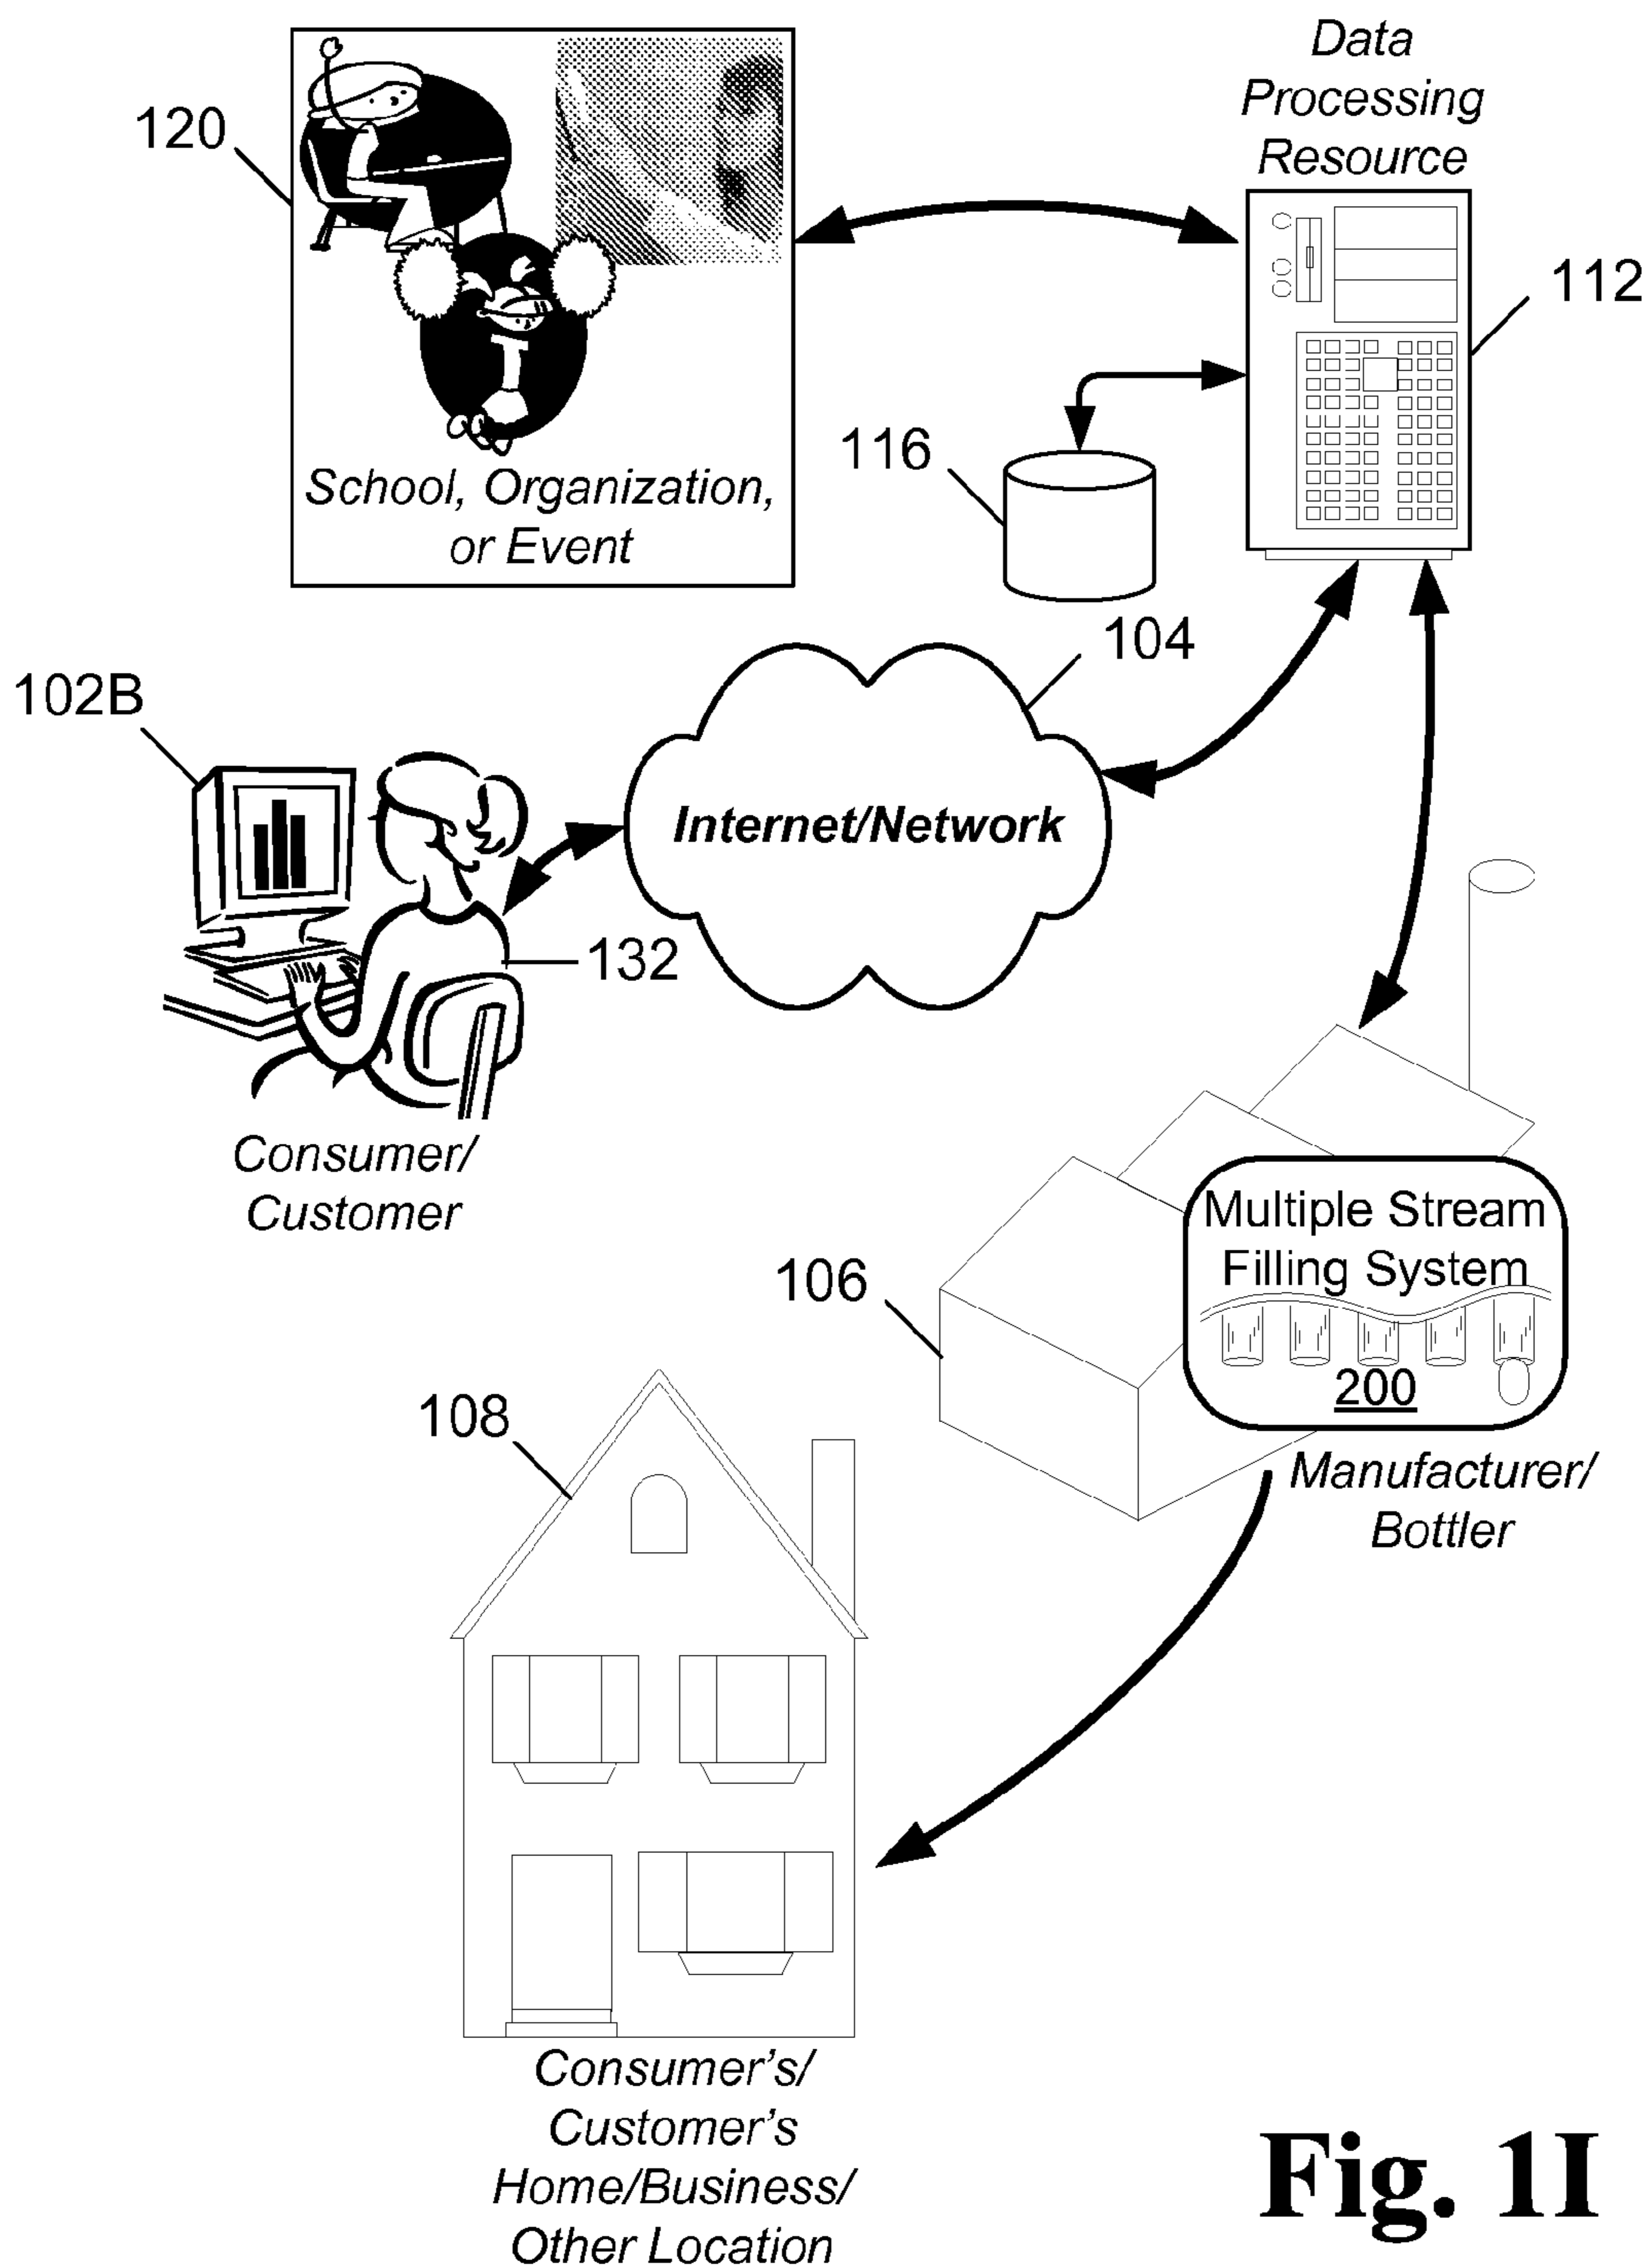 Data
Processing
Resource
120
112
School, Organization,
or Event
116
104
102B
Internet/Network
132
Consumer/
Customer
Multiple Stream
Filling System
106
200
108
Manufacturer/
Bottler
Consumer's/
Customer's
Home/Business/
Other Location
Fig. 1I